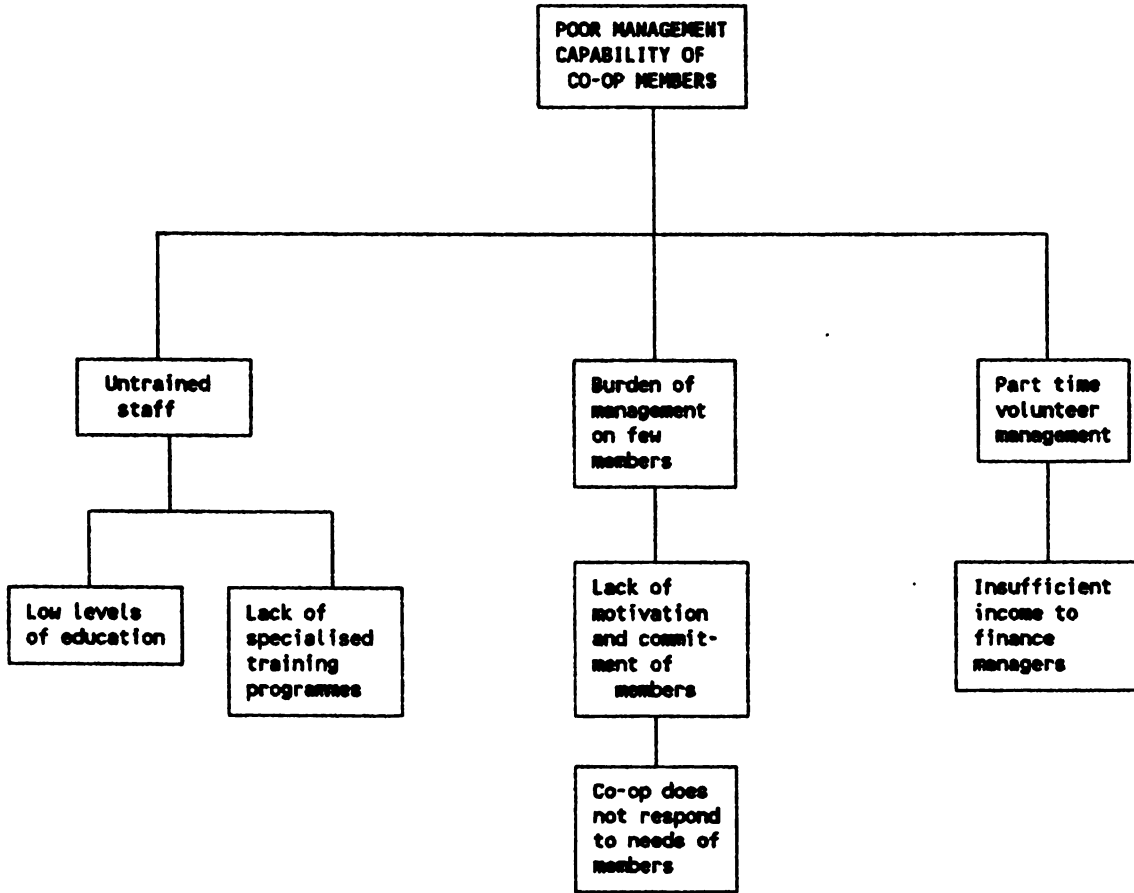 POOR MANAGEMENT
CAPABILITY OF
CO-OP MEMBERS
Untrained
staff
Burden of
management
on few
members
Part time
volunteer
management
Low levels
of education
Lack of
specialised
training
programmes
Lack of
motivation
and commit-
ment of
members
Insufficient
income to
finance
managers
Co-op does
not respond
to needs of
members